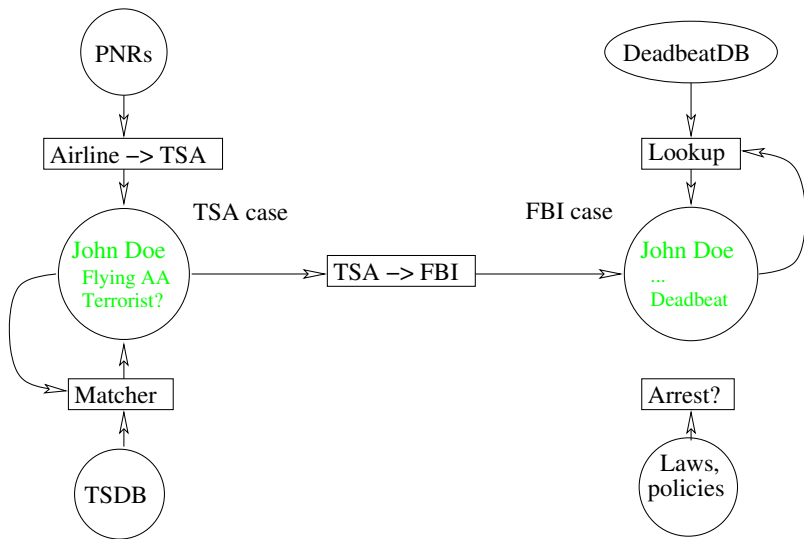 PNRs
DeadbeatDB
Airline −> TSA
Lookup
TSA case
FBI case
John Doe
Flying AA
Terrorist?
TSA −> FBI
John Doe
...
Deadbeat
Matcher
Arrest?
TSDB
Laws,
policies